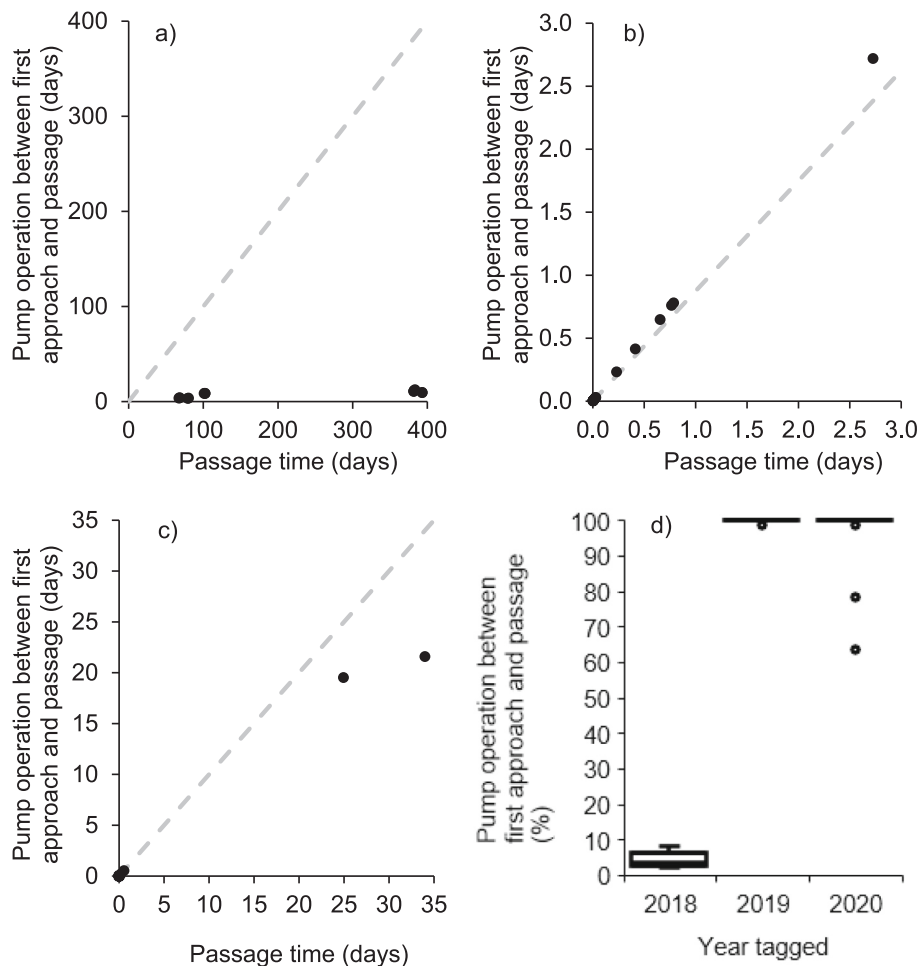 a)
Pump operation between first
approach and passage (days)
400
300
200
100
0
0 100 200 300 400
Passage time (days)
b)
Pump operation between first
approach and passage (days)
3.0
2.5
2.0
1.5
1.0
0.5
0.0
0.0 0.5 1.0 1.5 2.0 2.5 3.0
Passage time (days)
c)
Pump operation between first
approach and passage (days)
35
30
25
20
15
10
5
0
0 5 10 15 20 25 30 35
Passage time (days)
d)
Pump operation between
first approach and passage
(%)
100
90
80
70
60
50
40
30
20
10
0
2018 2019 2020
Year tagged